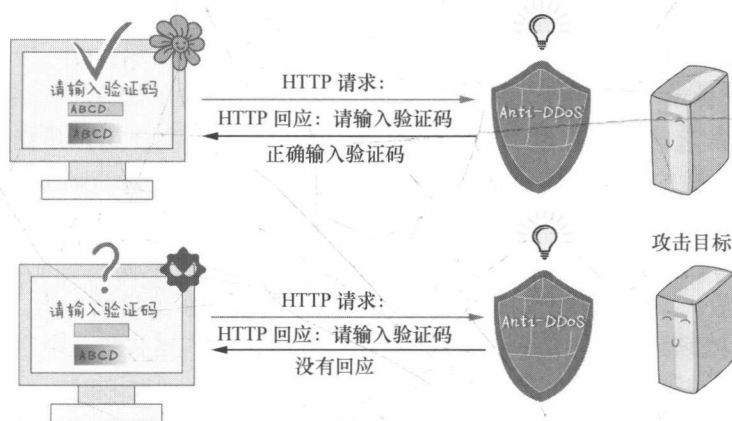 请输入验证码
ABCD
ABCD
HTTP 请求：
HTTP 回应：请输入验证码
正确输入验证码
Anti-DDoS
攻击目标
请输入验证码
ABCD
HTTP 请求：
HTTP 回应：请输入验证码
没有回应
Anti-DDoS